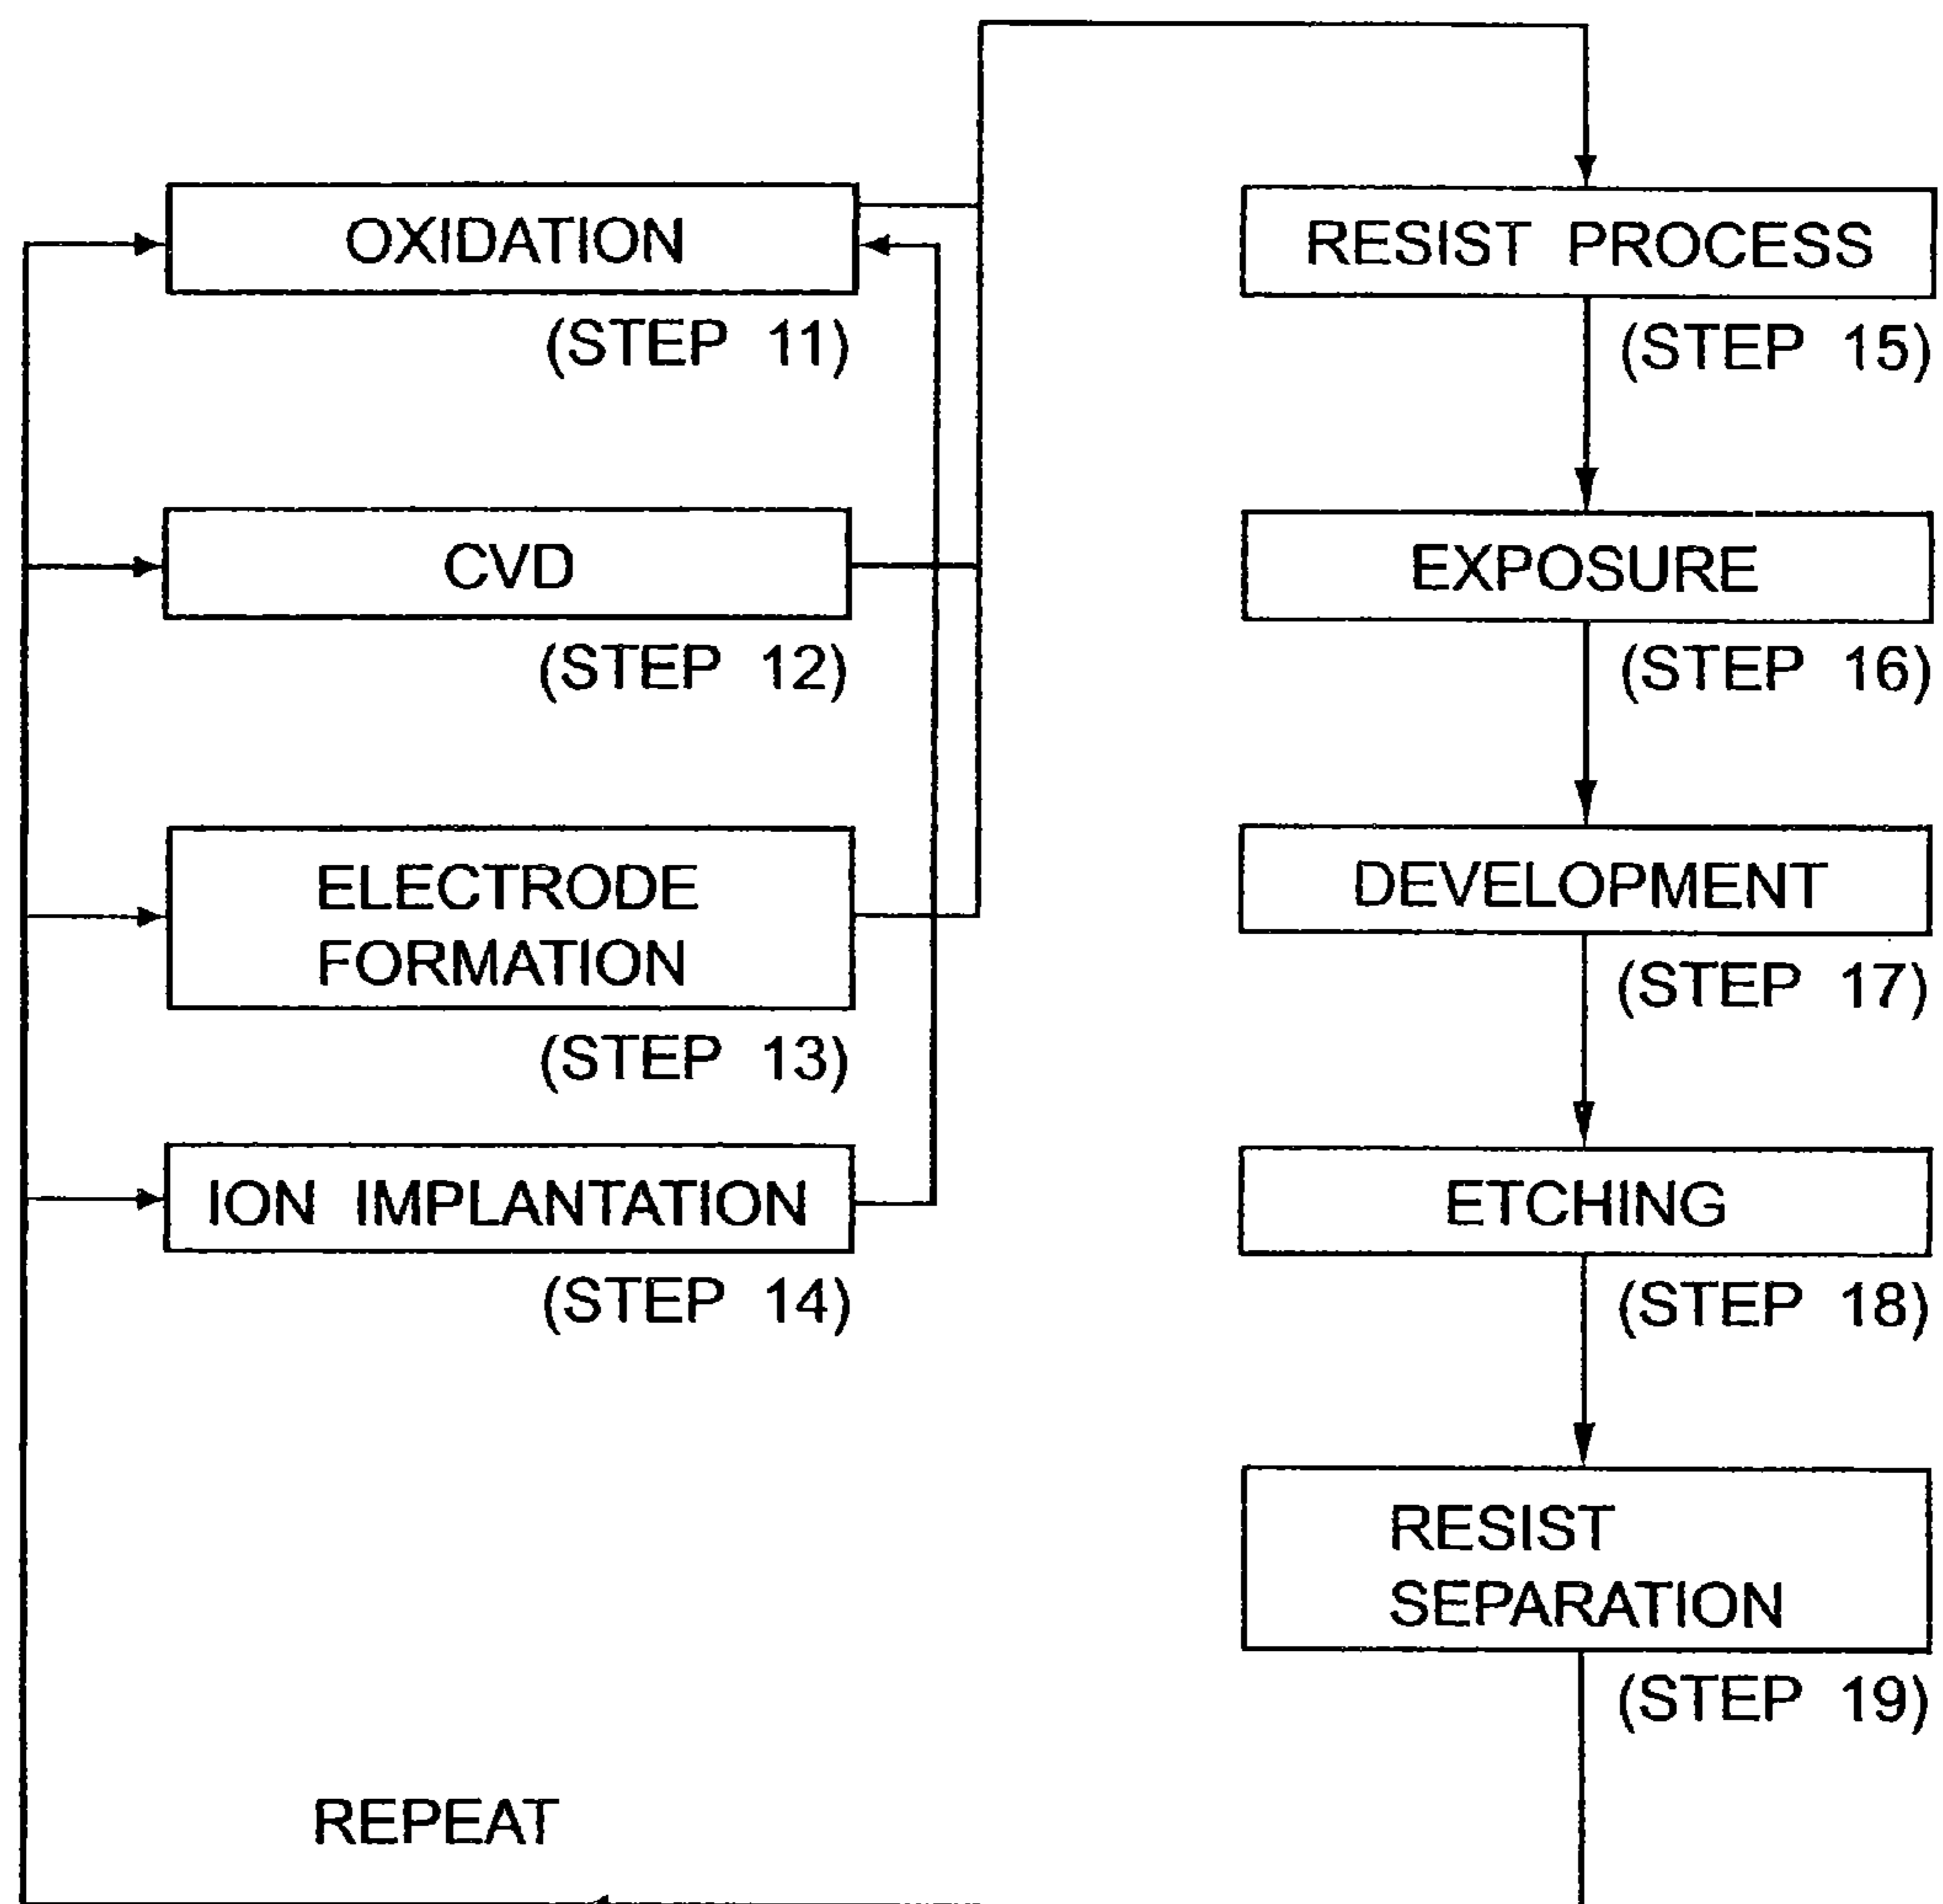 OXIDATION
(STEP 11)
CVD
(STEP 12)
ELECTRODE
FORMATION
(STEP 13)
ION IMPLANTATION
(STEP 14)
REPEAT
RESIST PROCESS
(STEP 15)
EXPOSURE
(STEP 16)
DEVELOPMENT
(STEP 17)
ETCHING
(STEP 18)
RESIST
SEPARATION
(STEP 19)